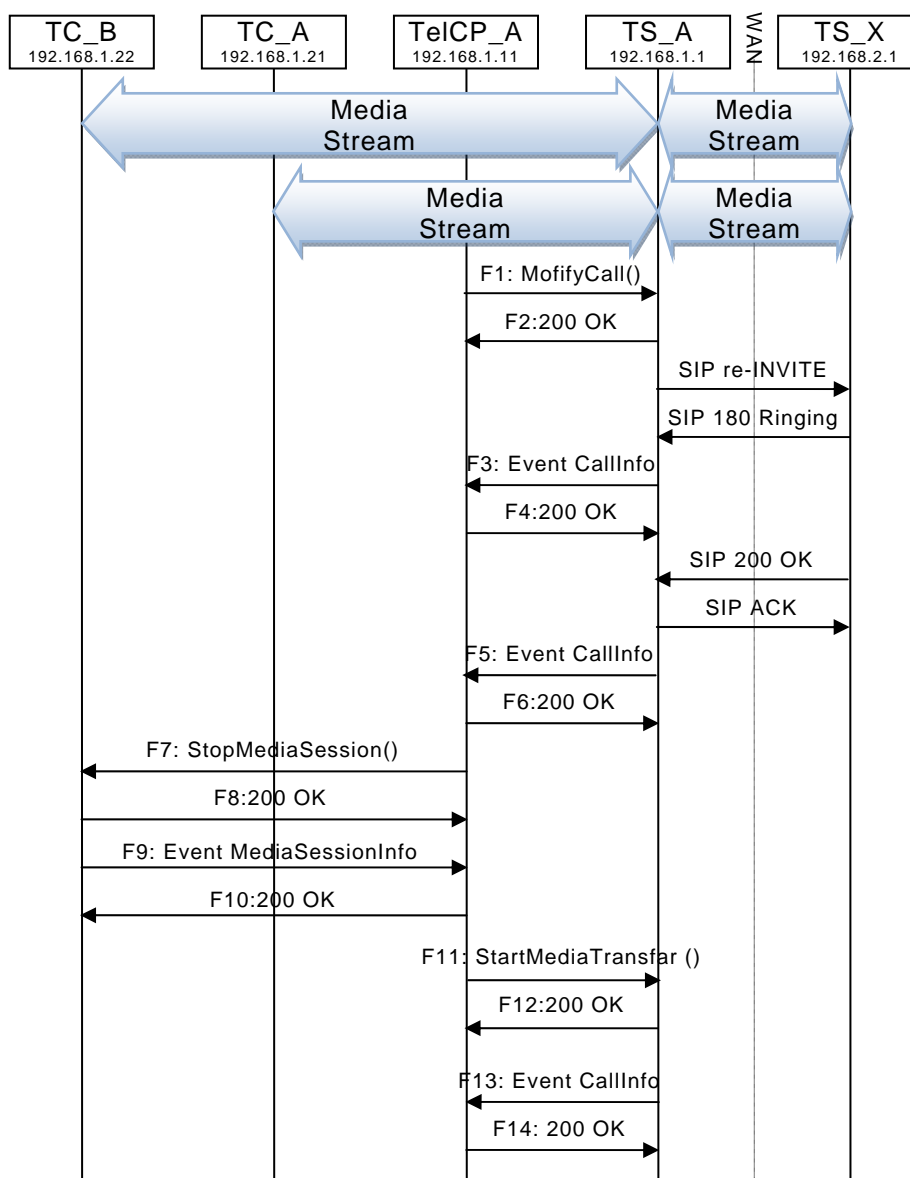 TC_B
192.168.1.22
TC_A
192.168.1.21
TelCP_A
192.168.1.11
TS_A
192.168.1.1
WAN
TS_X
192.168.2.1
Media
Stream
Media
Stream
Media
Stream
Media
Stream
F1: MofifyCall()
F2:200 OK
SIP re-INVITE
SIP 180 Ringing
F3: Event CallInfo
F4:200 OK
SIP 200 OK
SIP ACK
F5: Event CallInfo
F6:200 OK
F7: StopMediaSession()
F8:200 OK
F9: Event MediaSessionInfo
F10:200 OK
F11: StartMediaTransfar ()
F12:200 OK
F13: Event CallInfo
F14: 200 OK